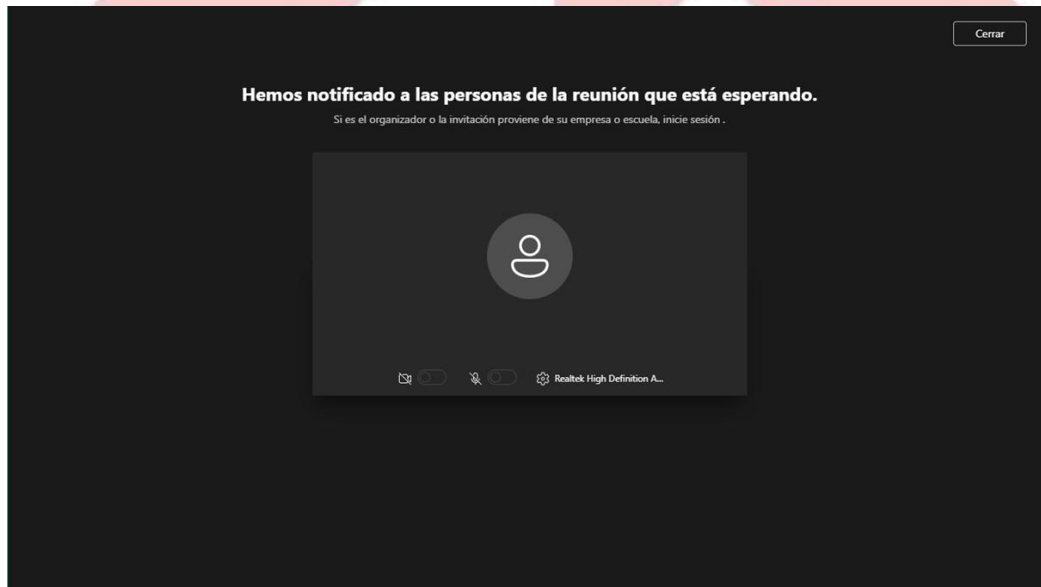 Cerrar
Hemos notificado a las personas de la reunión que está esperando.
Si es el organizador o la invitación proviene de su empresa o escuela, inicie sesión .
Realtek High Definition A...